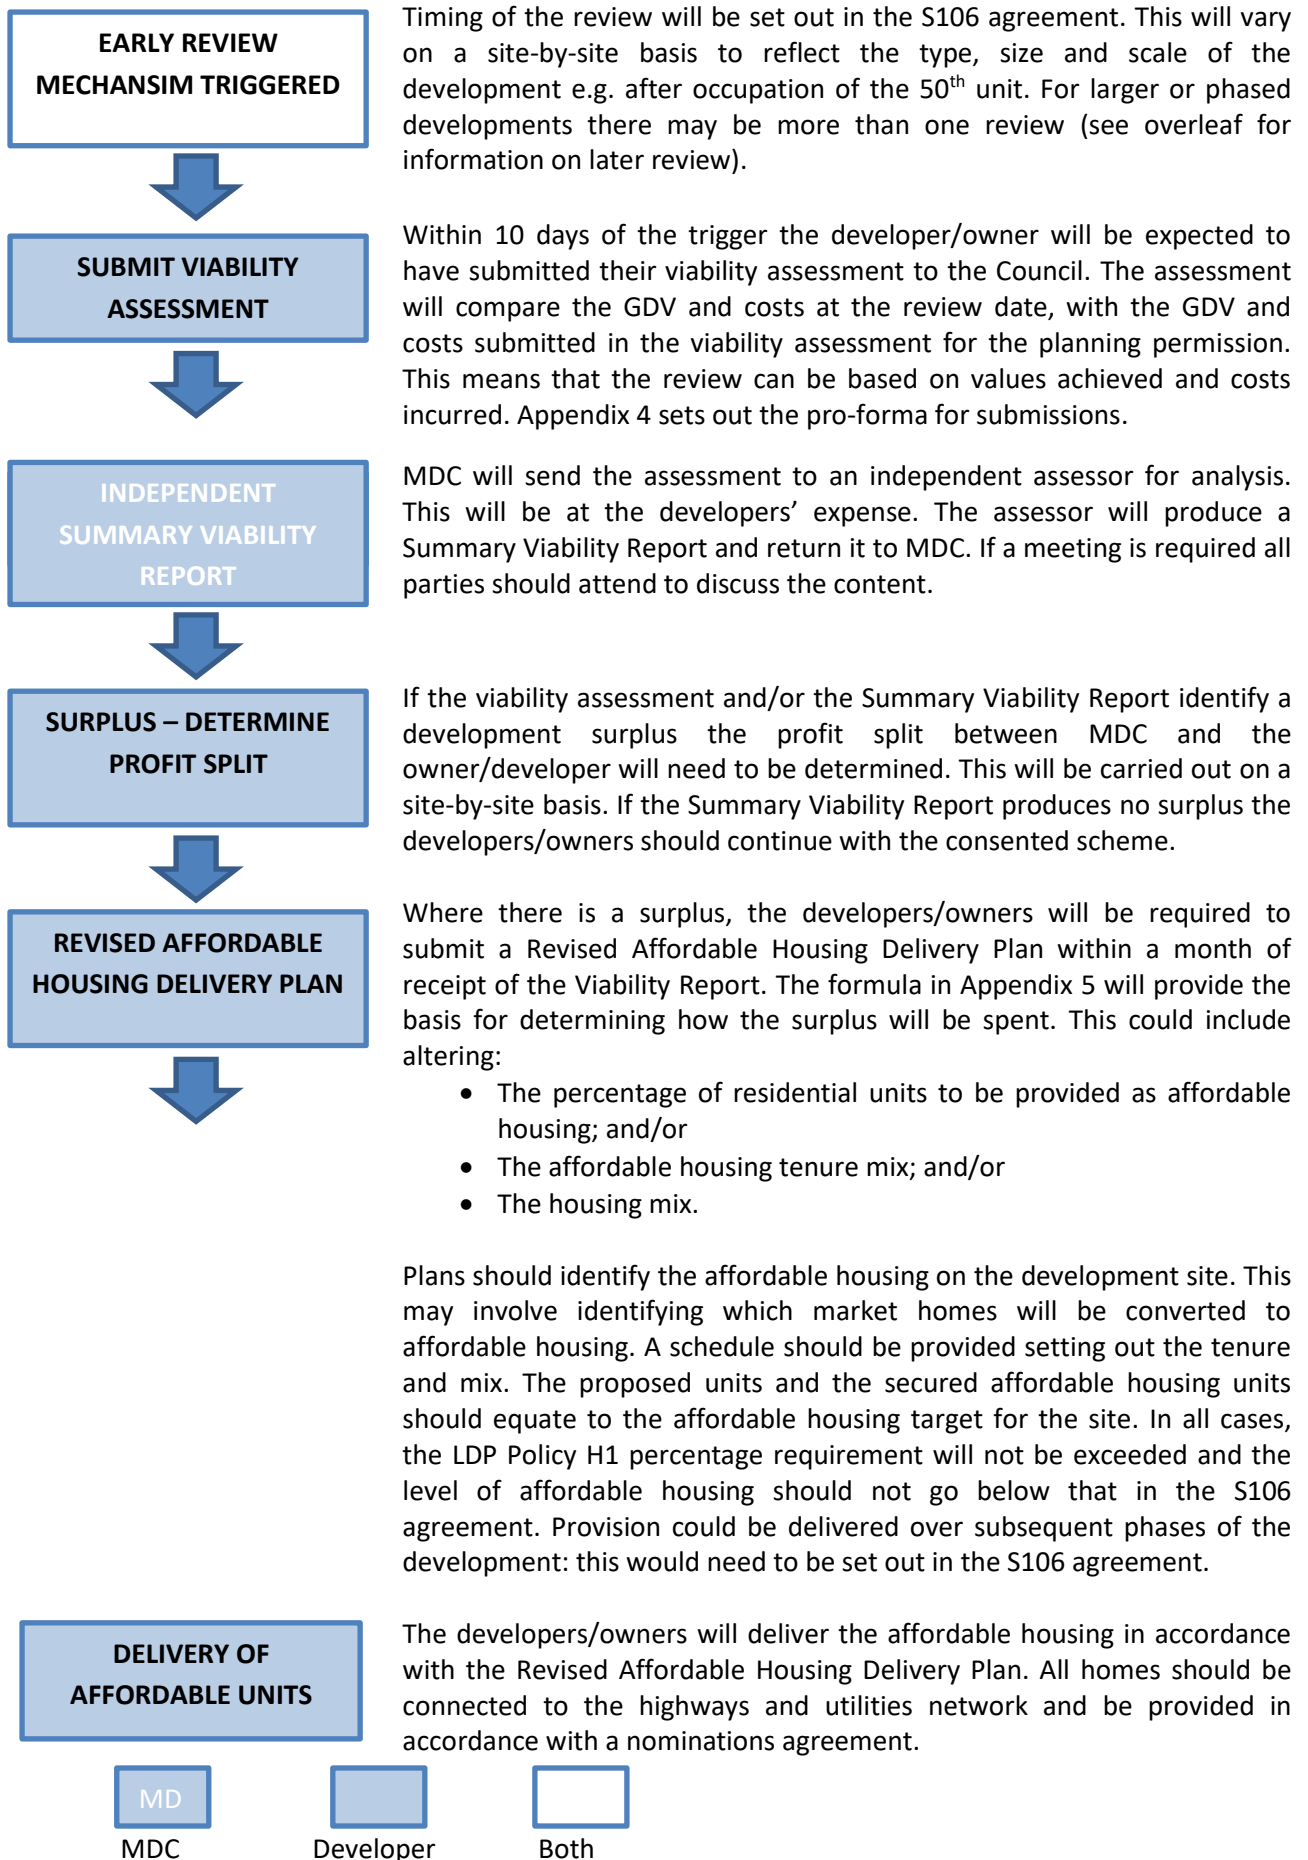 EARLY REVIEW
MECHANSIM TRIGGERED
Timing of the review will be set out in the S106 agreement. This will vary
on a site-by-site basis to reflect the type, size and scale of the
development e.g. after occupation of the 50th unit. For larger or phased
developments there may be more than one review (see overleaf for
information on later review).
SUBMIT VIABILITY
ASSESSMENT
Within 10 days of the trigger the developer/owner will be expected to
have submitted their viability assessment to the Council. The assessment
will compare the GDV and costs at the review date, with the GDV and
costs submitted in the viability assessment for the planning permission.
This means that the review can be based on values achieved and costs
incurred. Appendix 4 sets out the pro-forma for submissions.
INDEPENDENT
SUMMARY VIABILITY
REPORT
MDC will send the assessment to an independent assessor for analysis.
This will be at the developers’ expense. The assessor will produce a
Summary Viability Report and return it to MDC. If a meeting is required all
parties should attend to discuss the content.
SURPLUS – DETERMINE
PROFIT SPLIT
If the viability assessment and/or the Summary Viability Report identify a
development surplus the profit split between MDC and the
owner/developer will need to be determined. This will be carried out on a
site-by-site basis. If the Summary Viability Report produces no surplus the
developers/owners should continue with the consented scheme.
REVISED AFFORDABLE
HOUSING DELIVERY PLAN
Where there is a surplus, the developers/owners will be required to
submit a Revised Affordable Housing Delivery Plan within a month of
receipt of the Viability Report. The formula in Appendix 5 will provide the
basis for determining how the surplus will be spent. This could include
altering:
• The percentage of residential units to be provided as affordable
housing; and/or
• The affordable housing tenure mix; and/or
• The housing mix.
Plans should identify the affordable housing on the development site. This
may involve identifying which market homes will be converted to
affordable housing. A schedule should be provided setting out the tenure
and mix. The proposed units and the secured affordable housing units
should equate to the affordable housing target for the site. In all cases,
the LDP Policy H1 percentage requirement will not be exceeded and the
level of affordable housing should not go below that in the S106
agreement. Provision could be delivered over subsequent phases of the
development: this would need to be set out in the S106 agreement.
DELIVERY OF
AFFORDABLE UNITS
The developers/owners will deliver the affordable housing in accordance
with the Revised Affordable Housing Delivery Plan. All homes should be
connected to the highways and utilities network and be provided in
accordance with a nominations agreement.
MD
MDC Developer Both